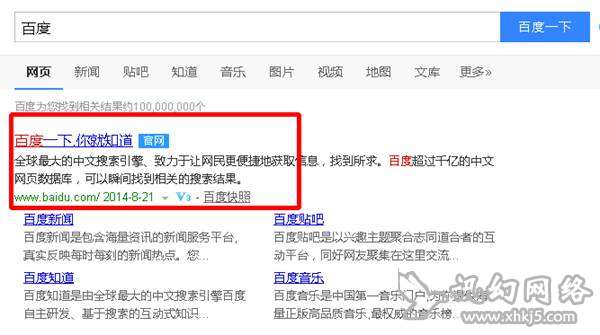 百度
百度一下
网页 新闻 贴吧 知道 音乐 图片 视频 地图 文库 更多»
百度为您找到相关结果约100,000,000个
百度一下,你就知道 官网
全球最大的中文搜索引擎、致力于让网民更便捷地获取信息，找到所求。百度超过千亿的中文
网页数据库，可以瞬间找到相关的搜索结果。
www.baidu.com/ 2014-8-21 V3 - 百度快照
百度新闻
百度新闻是包含海量资讯的新闻服务平台，
真实反映每时每刻的新闻热点。您...
百度贴吧
百度贴吧是以兴趣主题聚合志同道合者的互
动平台，同好网友聚集在这里交流...
百度知道
百度知道是由全球最大的中文搜索引擎百度
自主研发、基于搜索的互动式知识...
百度音乐
百度音乐是中国第一音乐门户,为你提供海
量正版高品质音乐,最权威的音乐榜...
讯幻网络
www.xhkj5.com